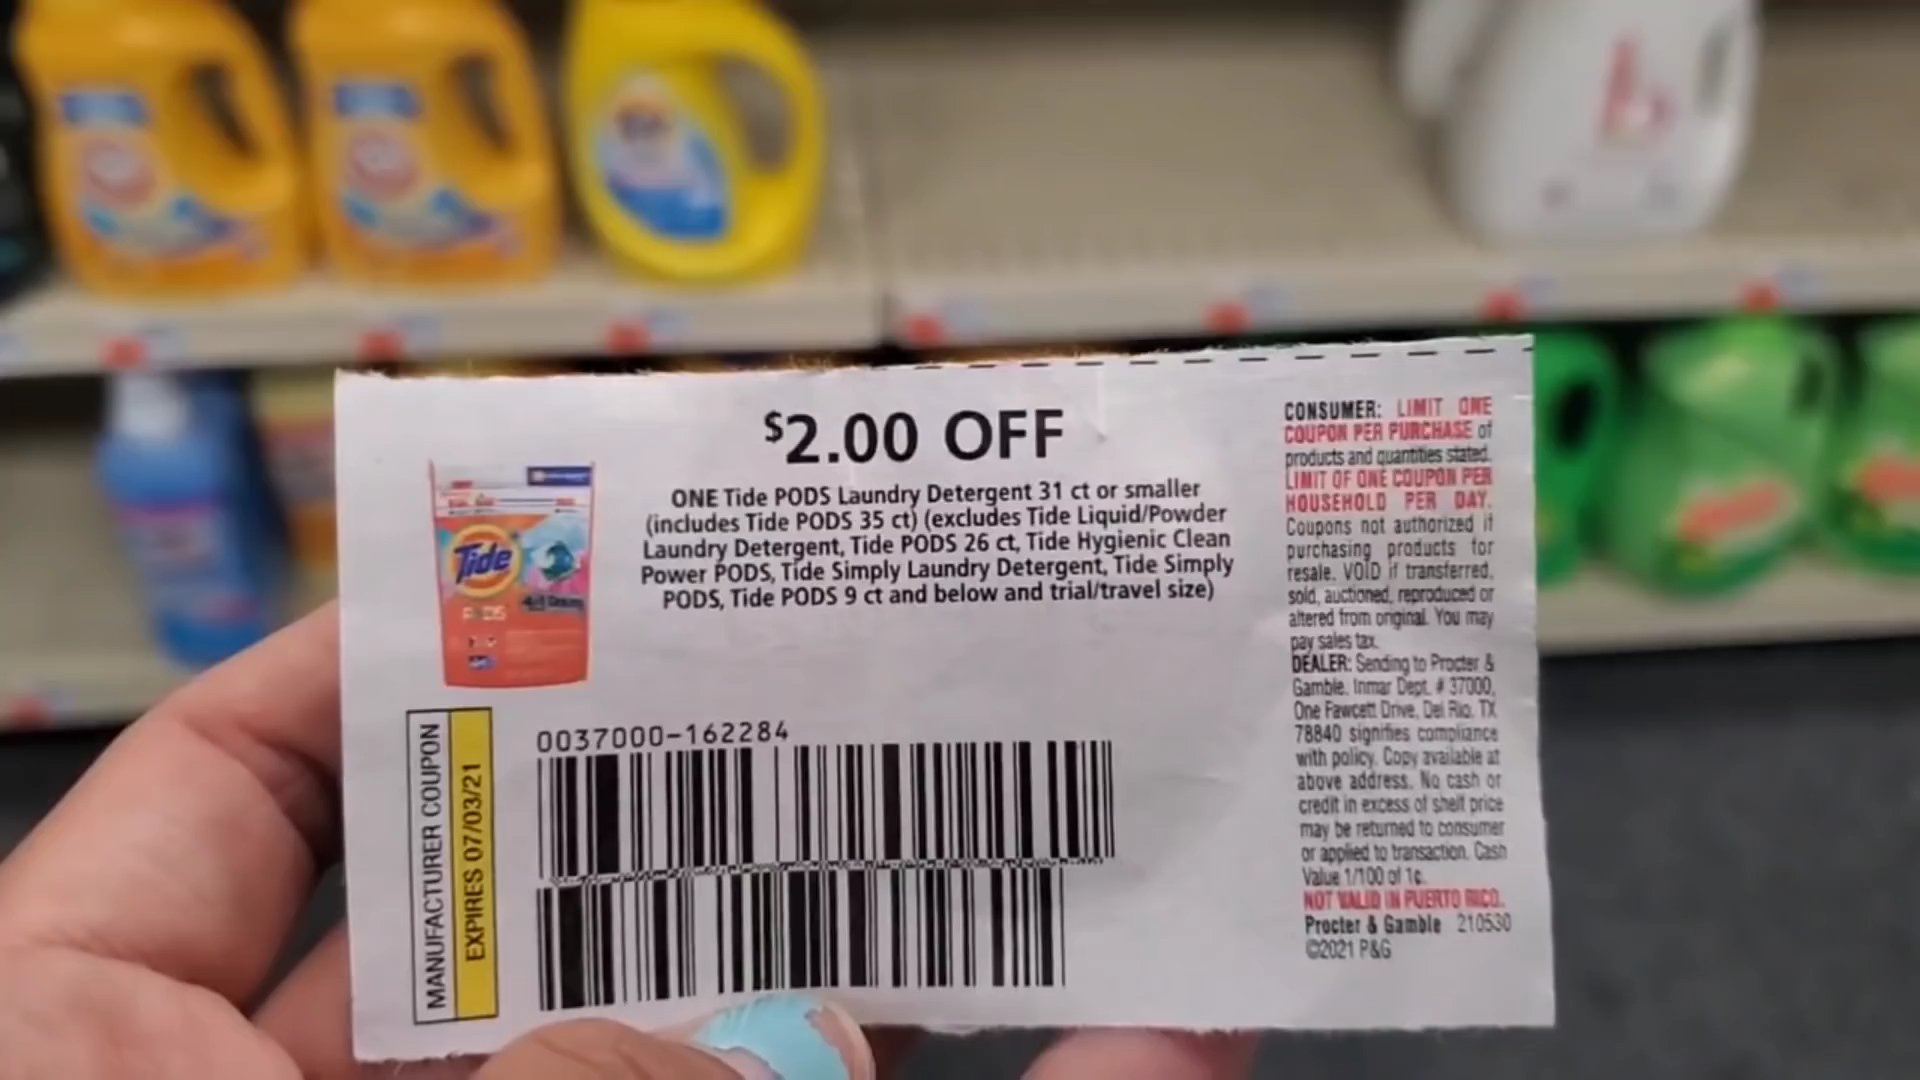 $2.00 OFF
ONE Tide PODS Laundry Detergent 31 ct or smaller
(includes Tide PODS 35 ct) (excludes Tide Liquid/Powder
Laundry Detergent, Tide PODS 26 ct, Tide Hygienic Clean
Power PODS, Tide Simply Laundry Detergent, Tide Simply
PODS, Tide PODS 9 ct and below and trial/travel size)
Tide
PODS
MANUFACTURER COUPON
EXPIRES 07/03/21
0037000-162284
CONSUMER: LIMIT ONE
COUPON PER PURCHASE of
products and quantities stated.
LIMIT OF ONE COUPON PER
HOUSEHOLD PER DAY.
Coupons not authorized if
purchasing products for
resale. VOID if transferred,
sold, auctioned, reproduced or
altered from original. You may
pay sales tax.
DEALER: Sending to Procter &
Gamble, Inmar Dept. # 37000,
One Fawcett Drive, Del Rio, TX
78840 signifies compliance
with policy. Copy available at
above address. No cash or
credit in excess of shelf price
may be returned to consumer
or applied to transaction. Cash
Value 1/100 of 1¢.
NOT VALID IN PUERTO RICO.
Procter & Gamble 210530
©2021 P&G